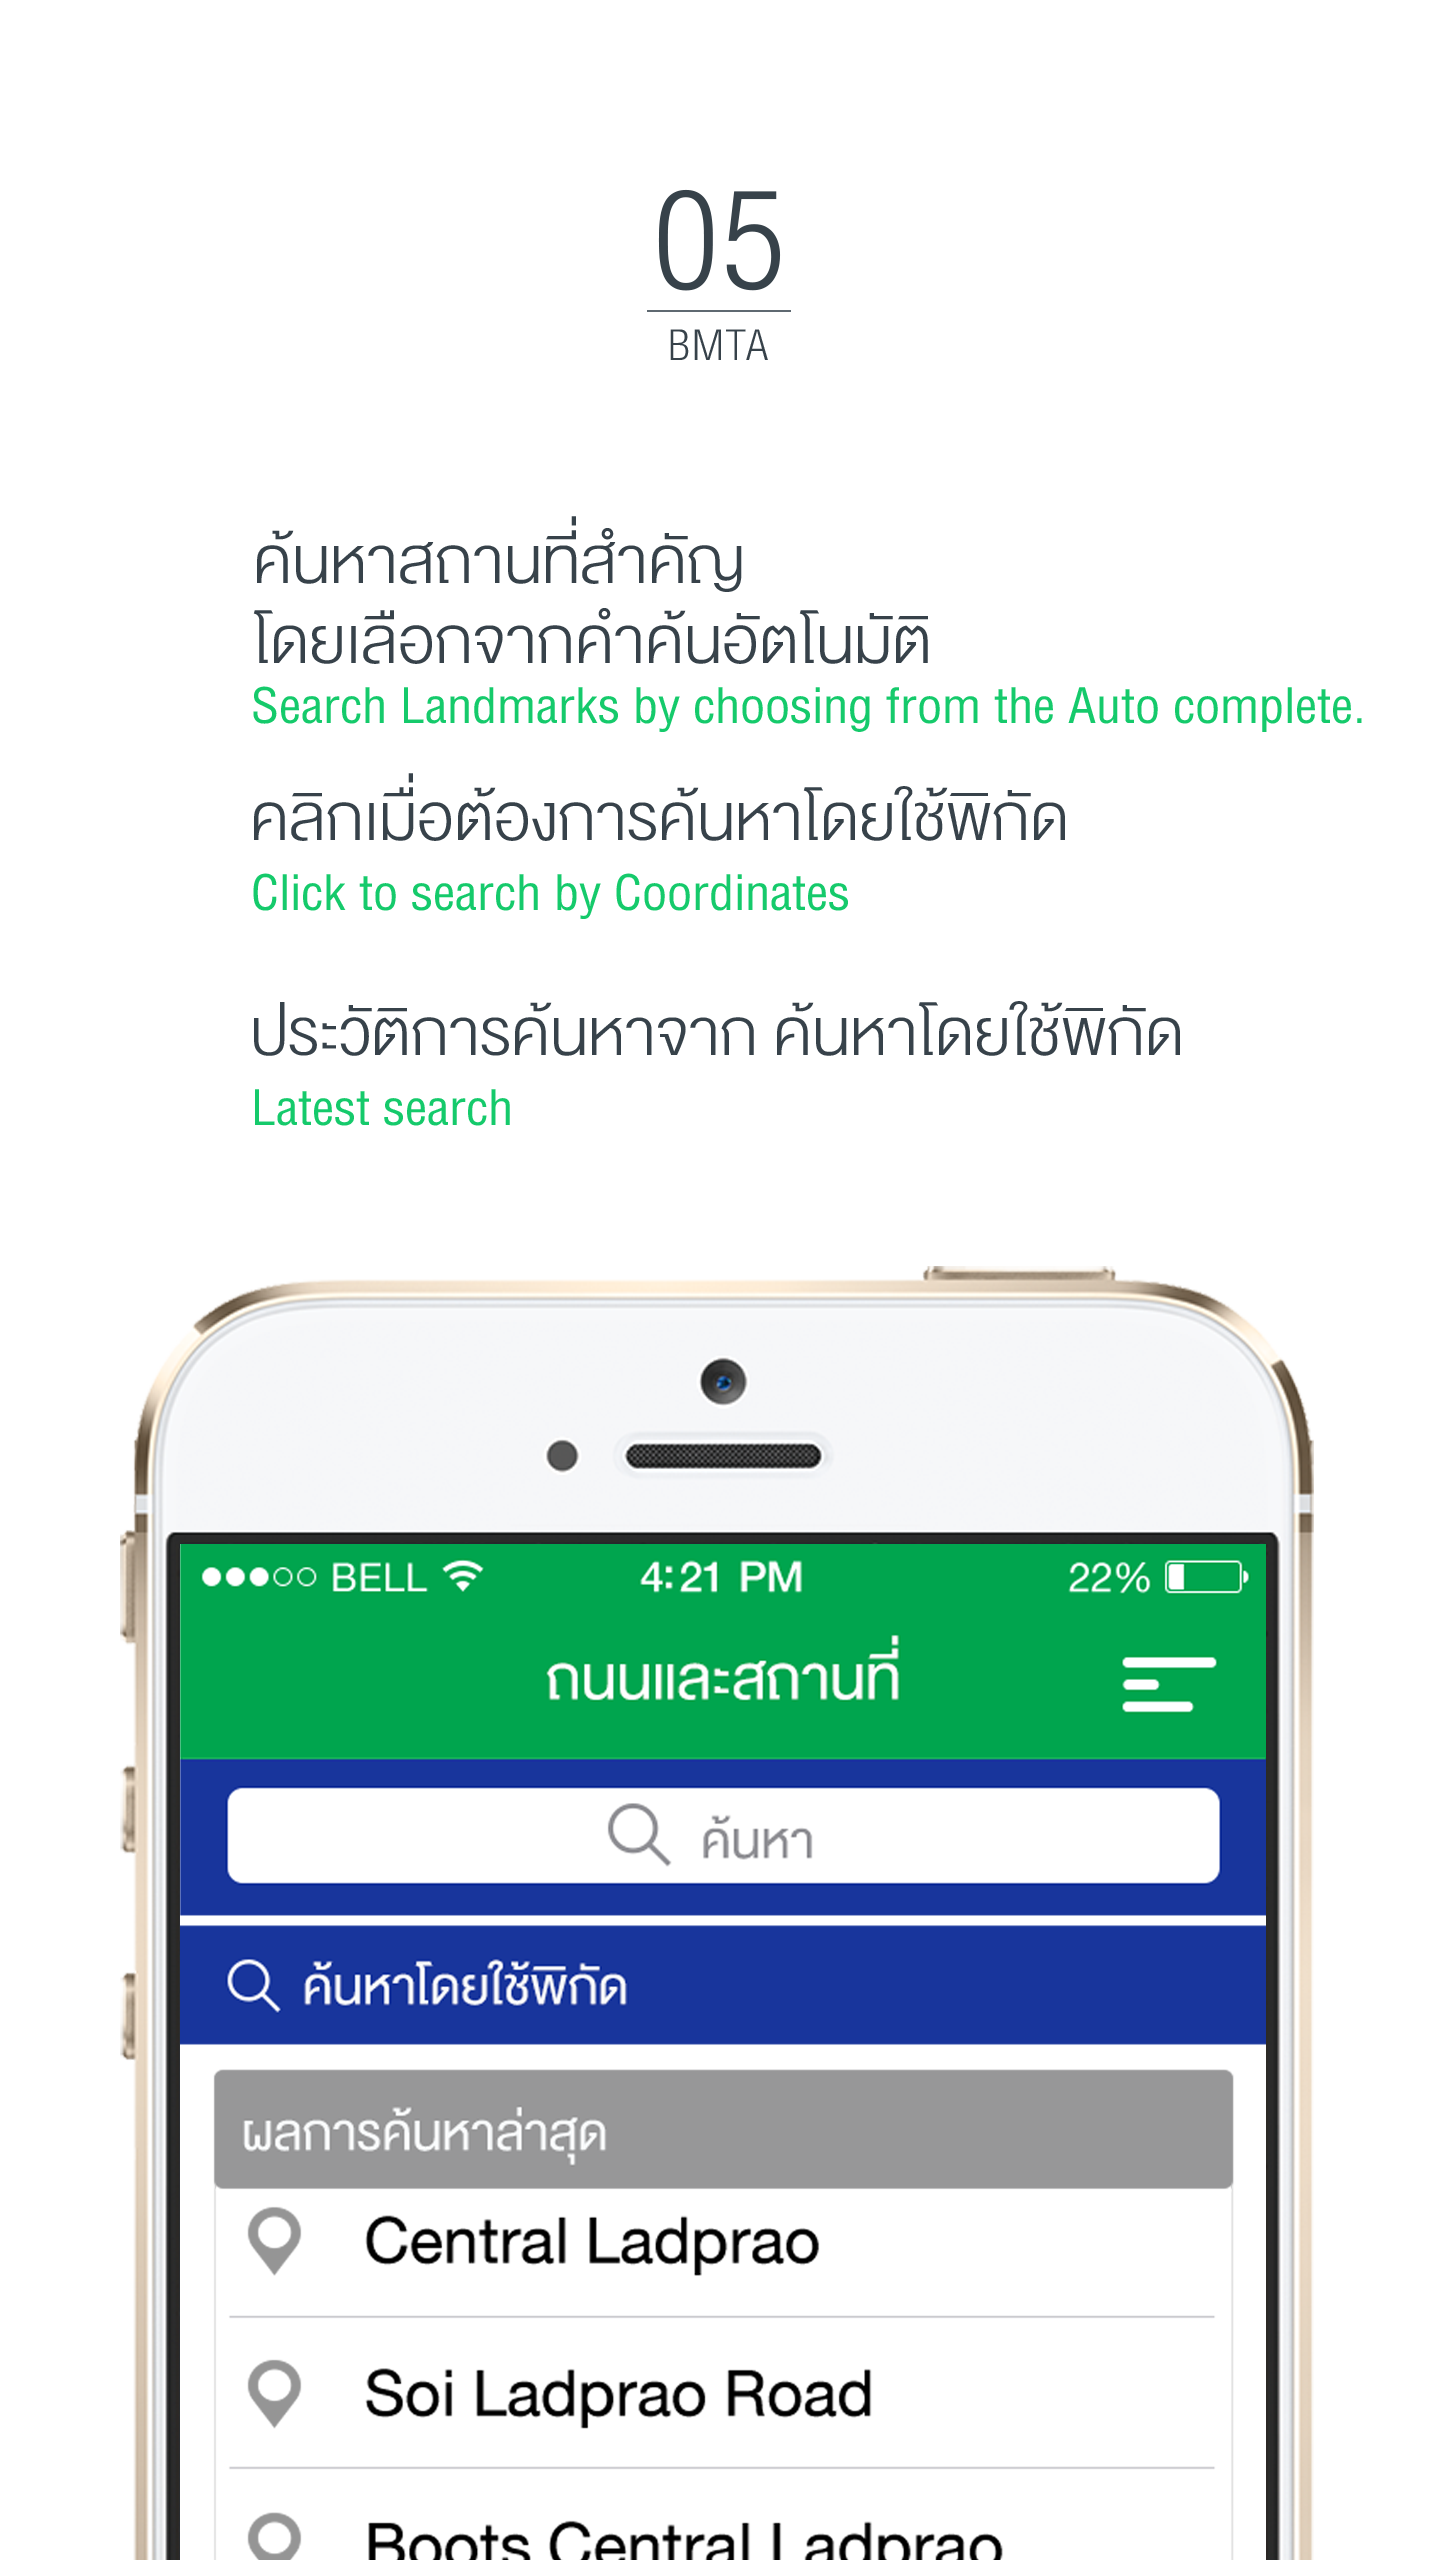 05
BMTA
ค้นหาสถานที่สำคัญ
โดยเลือกจากคำค้นอัตโนมัติ
Search Landmarks by choosing from the Auto complete.
คลิกเมื่อต้องการค้นหาโดยใช้พิกัด
Click to search by Coordinates
ประวัติการค้นหาจาก ค้นหาโดยใช้พิกัด
Latest search
BELL 4:21 PM 22%
ถนนและสถานที่
ค้นหา
ค้นหาโดยใช้พิกัด
ผลการค้นหาล่าสุด
Central Ladprao
Soi Ladprao Road
Boots Central Ladprao